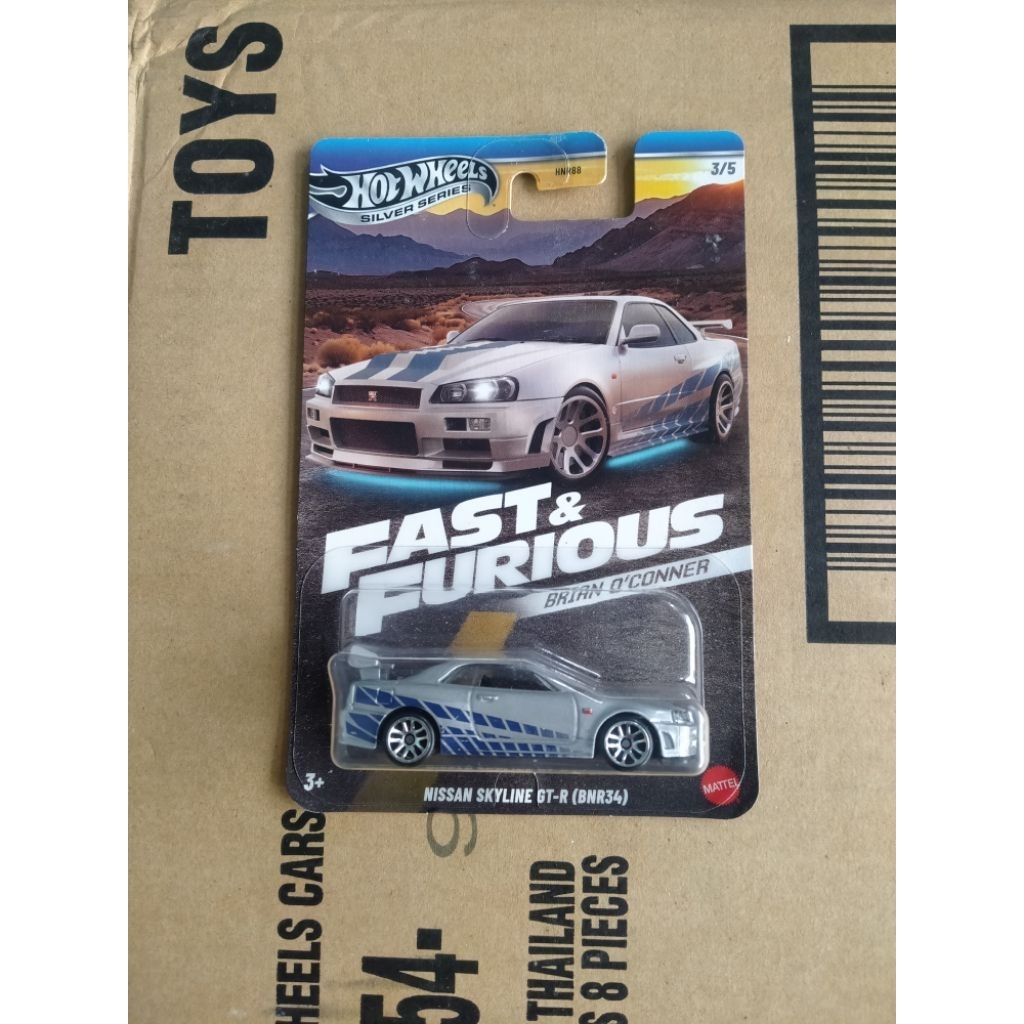 TOYS
HOT WHEELS
SILVER SERIES
HNR88
3/5
FAST &
FURIOUS
BRIAN O'CONNER
3+
NISSAN SKYLINE GT-R (BNR34)
MATTEL
HEELS CARS
54-
9
THAILAND
S 8 PIECES